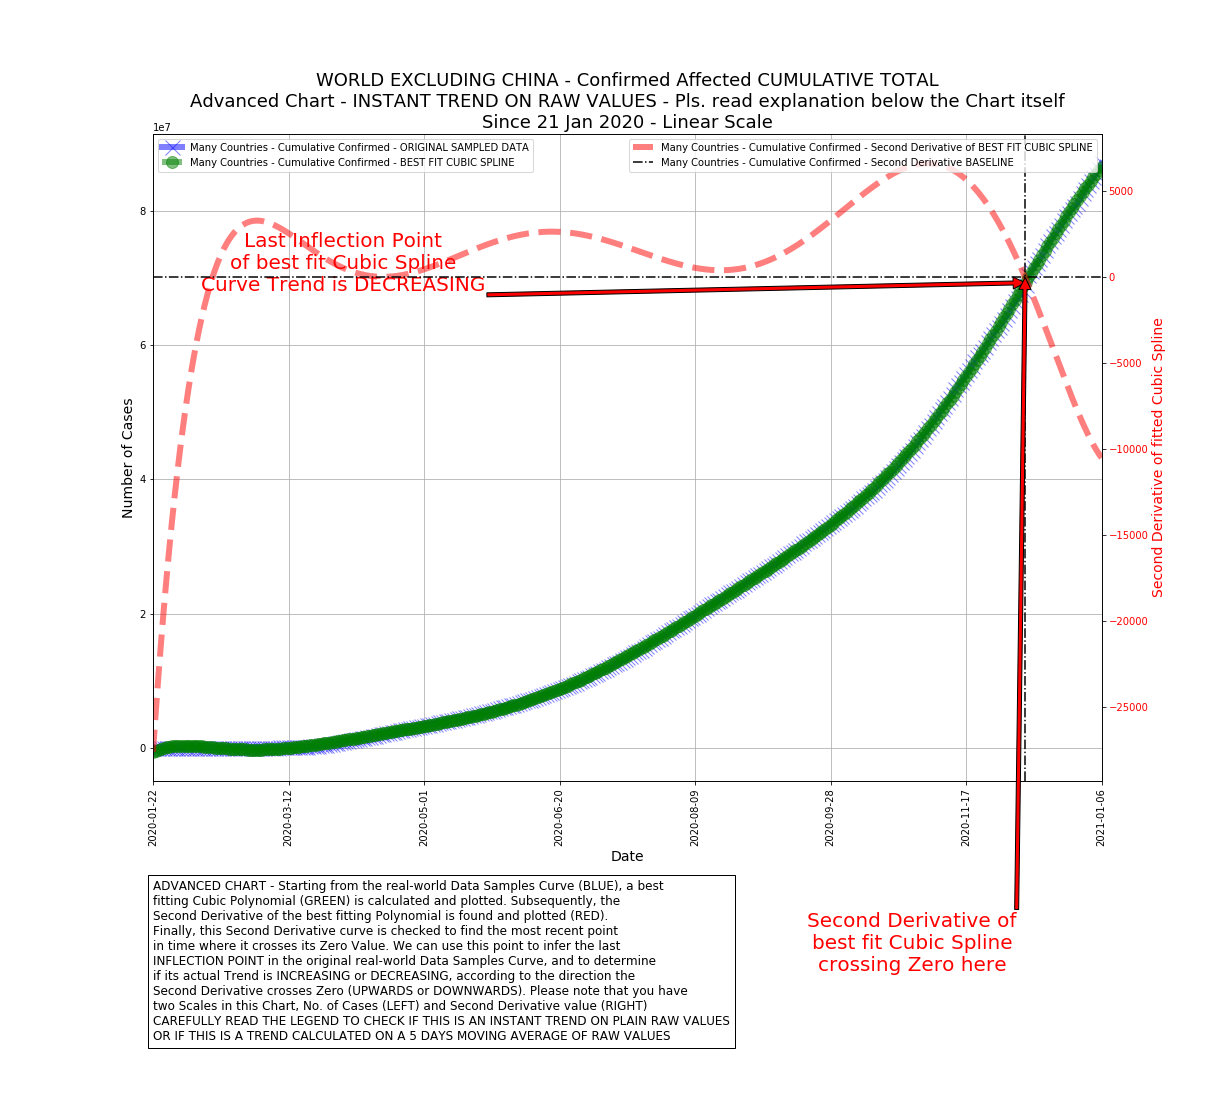 WORLD EXCLUDING CHINA - Confirmed Affected CUMULATIVE TOTAL
Advanced Chart - INSTANT TREND ON RAW VALUES - Pls. read explanation below the Chart itself
Since 21 Jan 2020 - Linear Scale
1e7
Many Countries - Cumulative Confirmed - ORIGINAL SAMPLED DATA
Many Countries - Cumulative Confirmed - BEST FIT CUBIC SPLINE
Many Countries - Cumulative Confirmed - Second Derivative of BEST FIT CUBIC SPLINE
Many Countries - Cumulative Confirmed - Second Derivative BASELINE
Last Inflection Point
of best fit Cubic Spline
Curve Trend is DECREASING
8
6
4
2
0
Number of Cases
5000
0
−5000
−10000
−15000
−20000
−25000
Second Derivative of fitted Cubic Spline
2020-01-22
2020-03-12
2020-05-01
2020-06-20
2020-08-09
2020-09-28
2020-11-17
2021-01-06
Date
ADVANCED CHART - Starting from the real-world Data Samples Curve (BLUE), a best
fitting Cubic Polynomial (GREEN) is calculated and plotted. Subsequently, the
Second Derivative of the best fitting Polynomial is found and plotted (RED).
Finally, this Second Derivative curve is checked to find the most recent point
in time where it crosses its Zero Value. We can use this point to infer the last
INFLECTION POINT in the original real-world Data Samples Curve, and to determine
if its actual Trend is INCREASING or DECREASING, according to the direction the
Second Derivative crosses Zero (UPWARDS or DOWNWARDS). Please note that you have
two Scales in this Chart, No. of Cases (LEFT) and Second Derivative value (RIGHT)
CAREFULLY READ THE LEGEND TO CHECK IF THIS IS AN INSTANT TREND ON PLAIN RAW VALUES
OR IF THIS IS A TREND CALCULATED ON A 5 DAYS MOVING AVERAGE OF RAW VALUES
Second Derivative of
best fit Cubic Spline
crossing Zero here